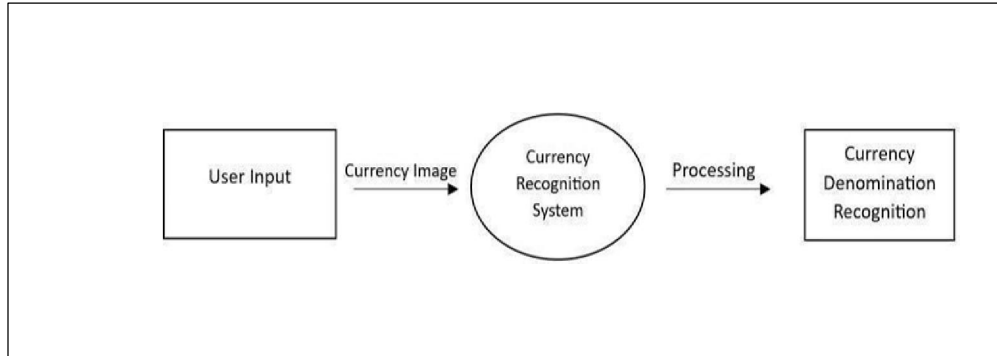 User Input
Currency Image
Currency
Recognition
System
Processing
Currency
Denomination
Recognition